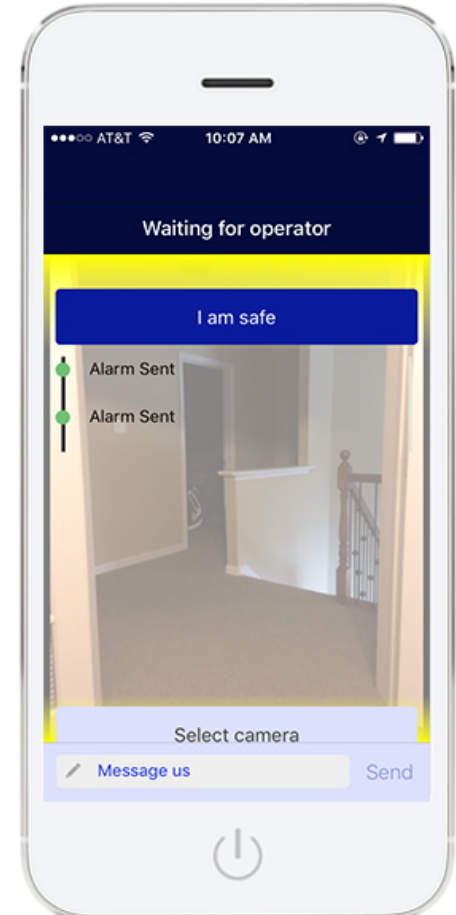 AT&T 10:07 AM
Waiting for operator
I am safe
Alarm Sent
Alarm Sent
Select camera
Message us Send